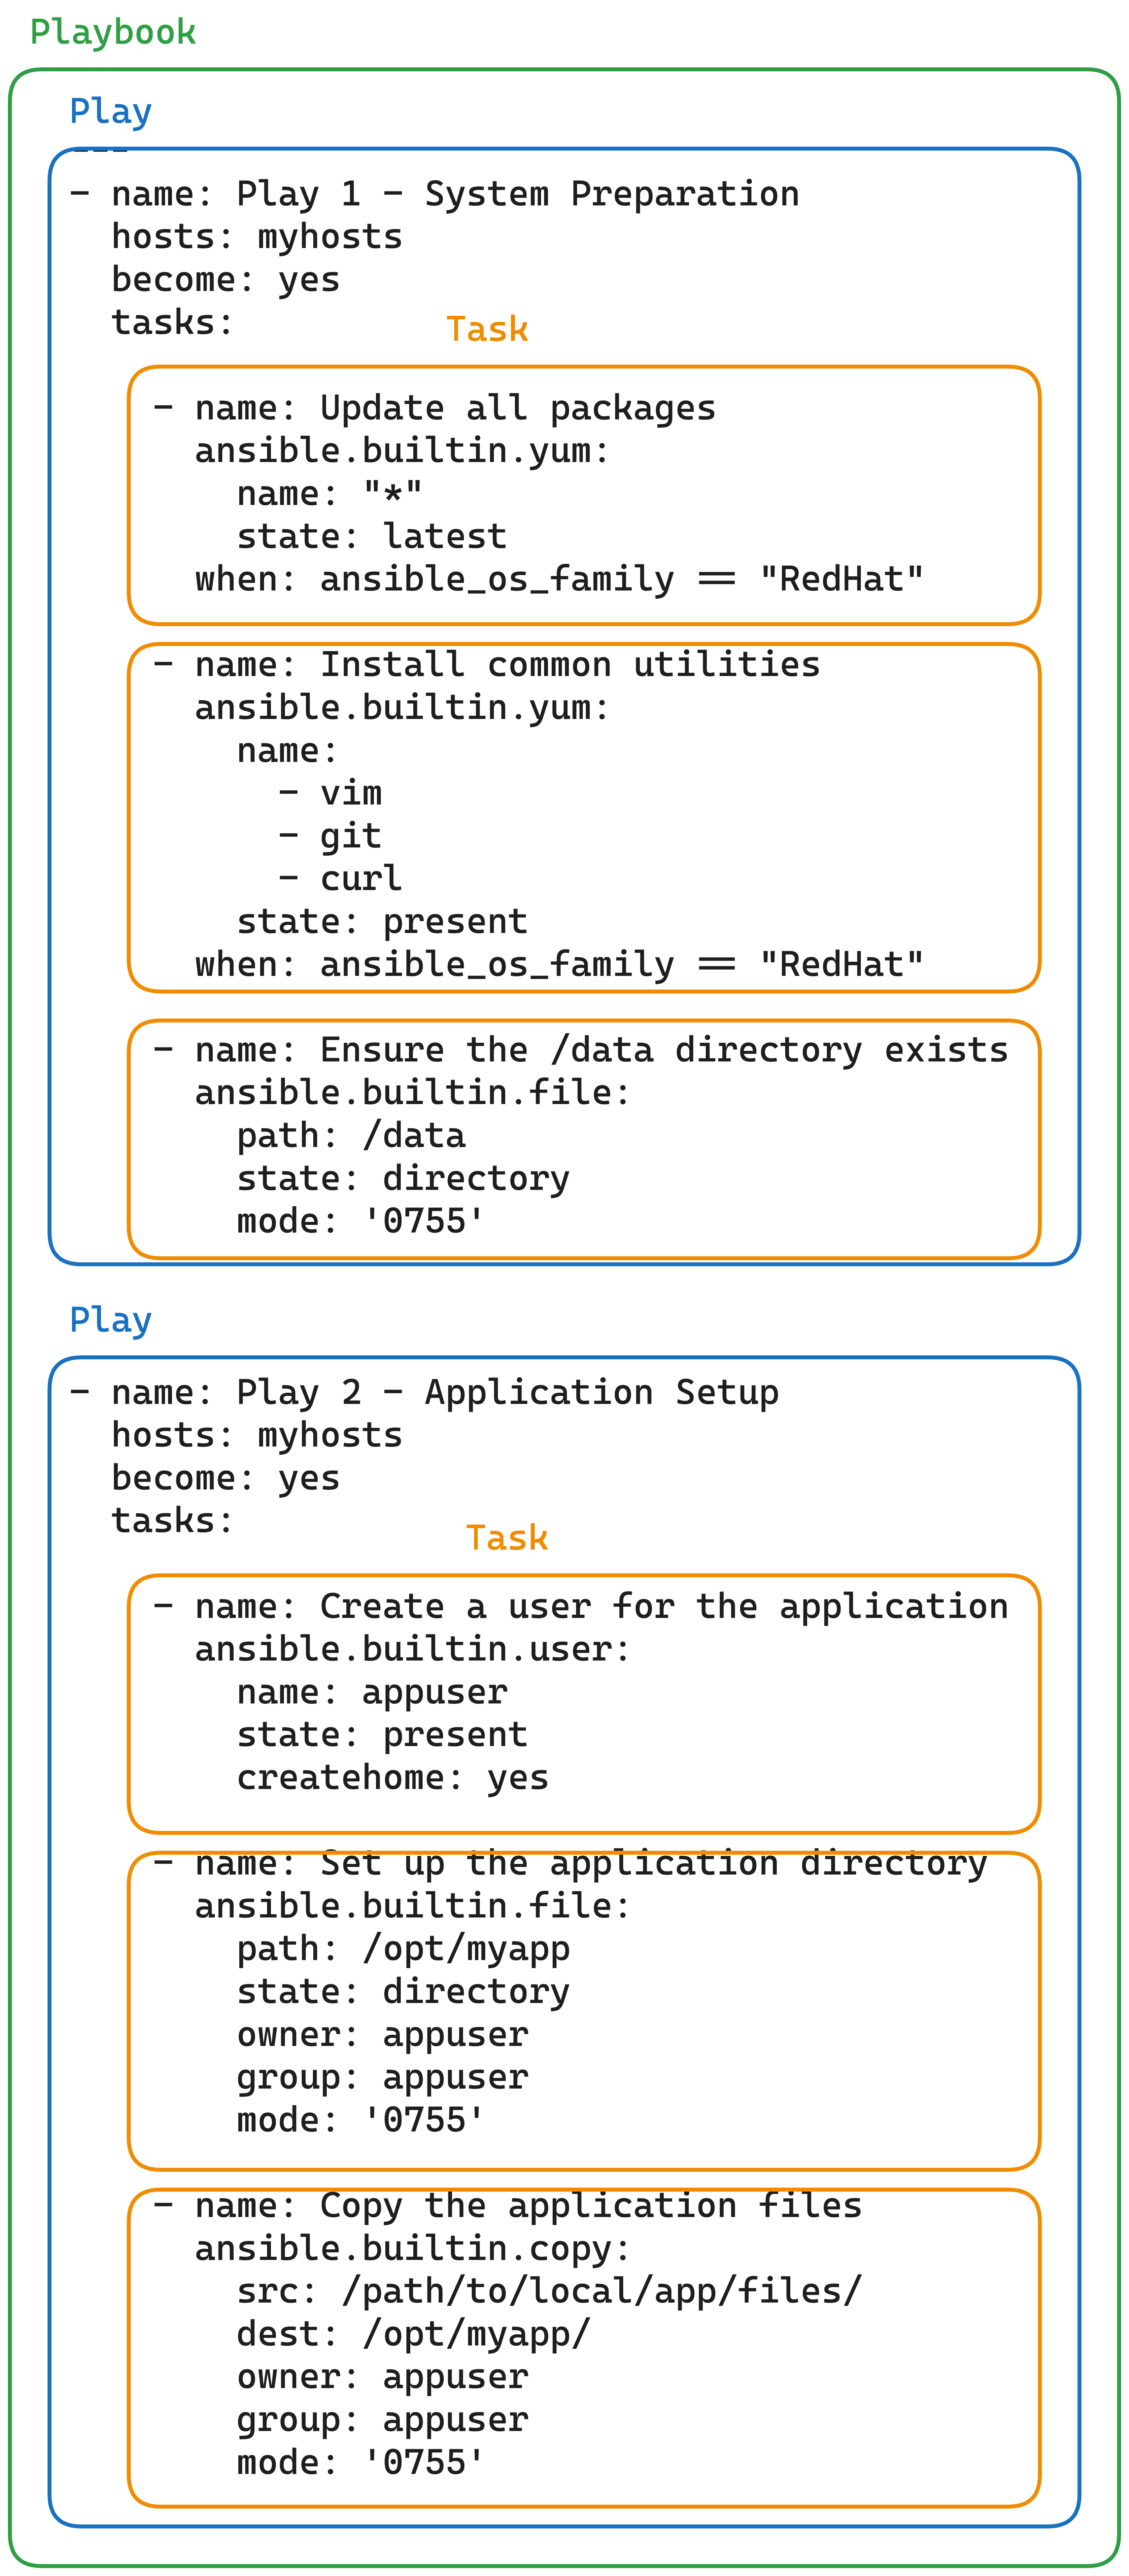 Playbook
Play
---
- name: Play 1 - System Preparation
  hosts: myhosts
  become: yes
  tasks:
Task
    - name: Update all packages
      ansible.builtin.yum:
        name: "*"
        state: latest
      when: ansible_os_family == "RedHat"
    - name: Install common utilities
      ansible.builtin.yum:
        name:
          - vim
          - git
          - curl
        state: present
      when: ansible_os_family == "RedHat"
    - name: Ensure the /data directory exists
      ansible.builtin.file:
        path: /data
        state: directory
        mode: '0755'
Play
- name: Play 2 - Application Setup
  hosts: myhosts
  become: yes
  tasks:
Task
    - name: Create a user for the application
      ansible.builtin.user:
        name: appuser
        state: present
        createhome: yes
    - name: Set up the application directory
      ansible.builtin.file:
        path: /opt/myapp
        state: directory
        owner: appuser
        group: appuser
        mode: '0755'
    - name: Copy the application files
      ansible.builtin.copy:
        src: /path/to/local/app/files/
        dest: /opt/myapp/
        owner: appuser
        group: appuser
        mode: '0755'